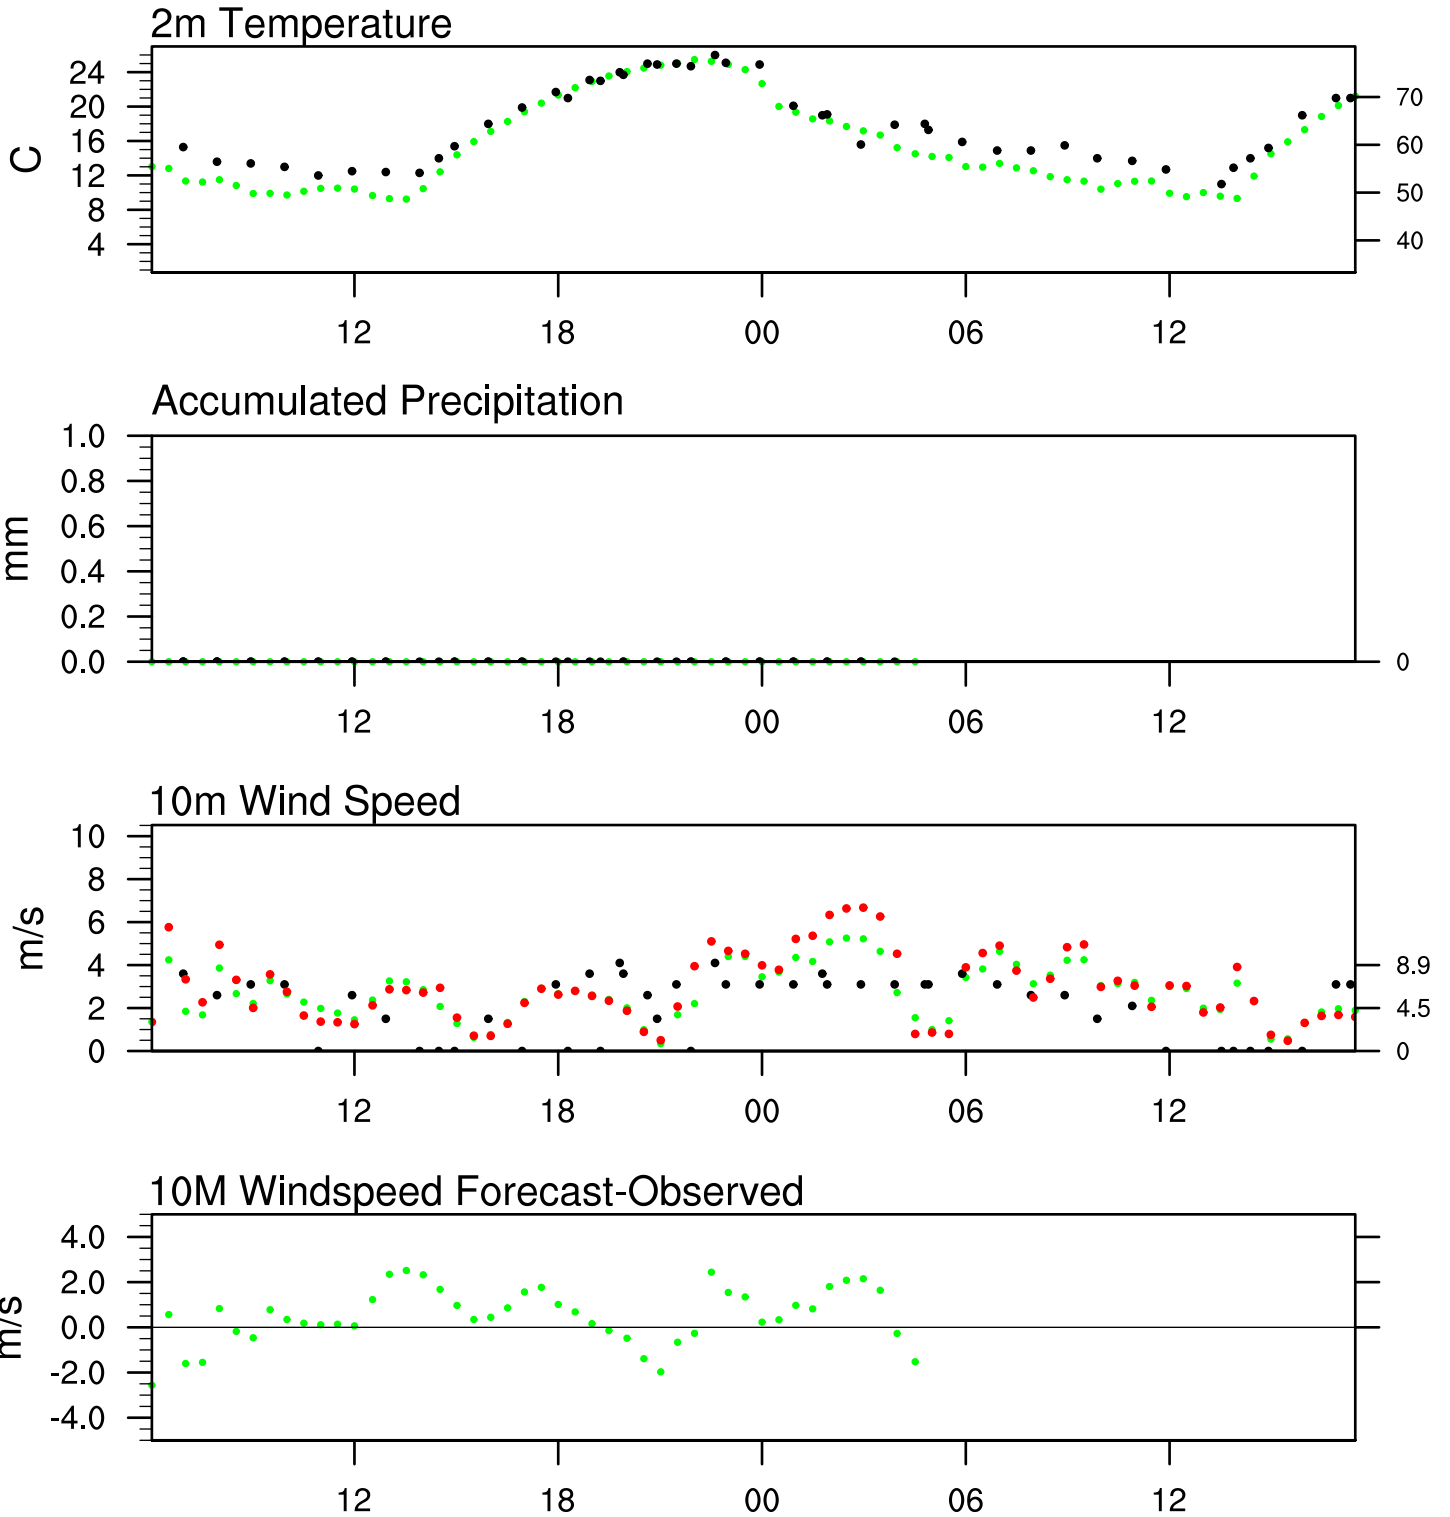 2m Temperature
24
20
16
12
8
4
C
70
60
50
40
12 18 00 06 12
Accumulated Precipitation
1.0
0.8
0.6
0.4
0.2
0.0
mm
0
12 18 00 06 12
10m Wind Speed
10
8
6
4
2
0
m/s
8.9
4.5
0
12 18 00 06 12
10M Windspeed Forecast-Observed
4.0
2.0
0.0
-2.0
-4.0
m/s
12 18 00 06 12